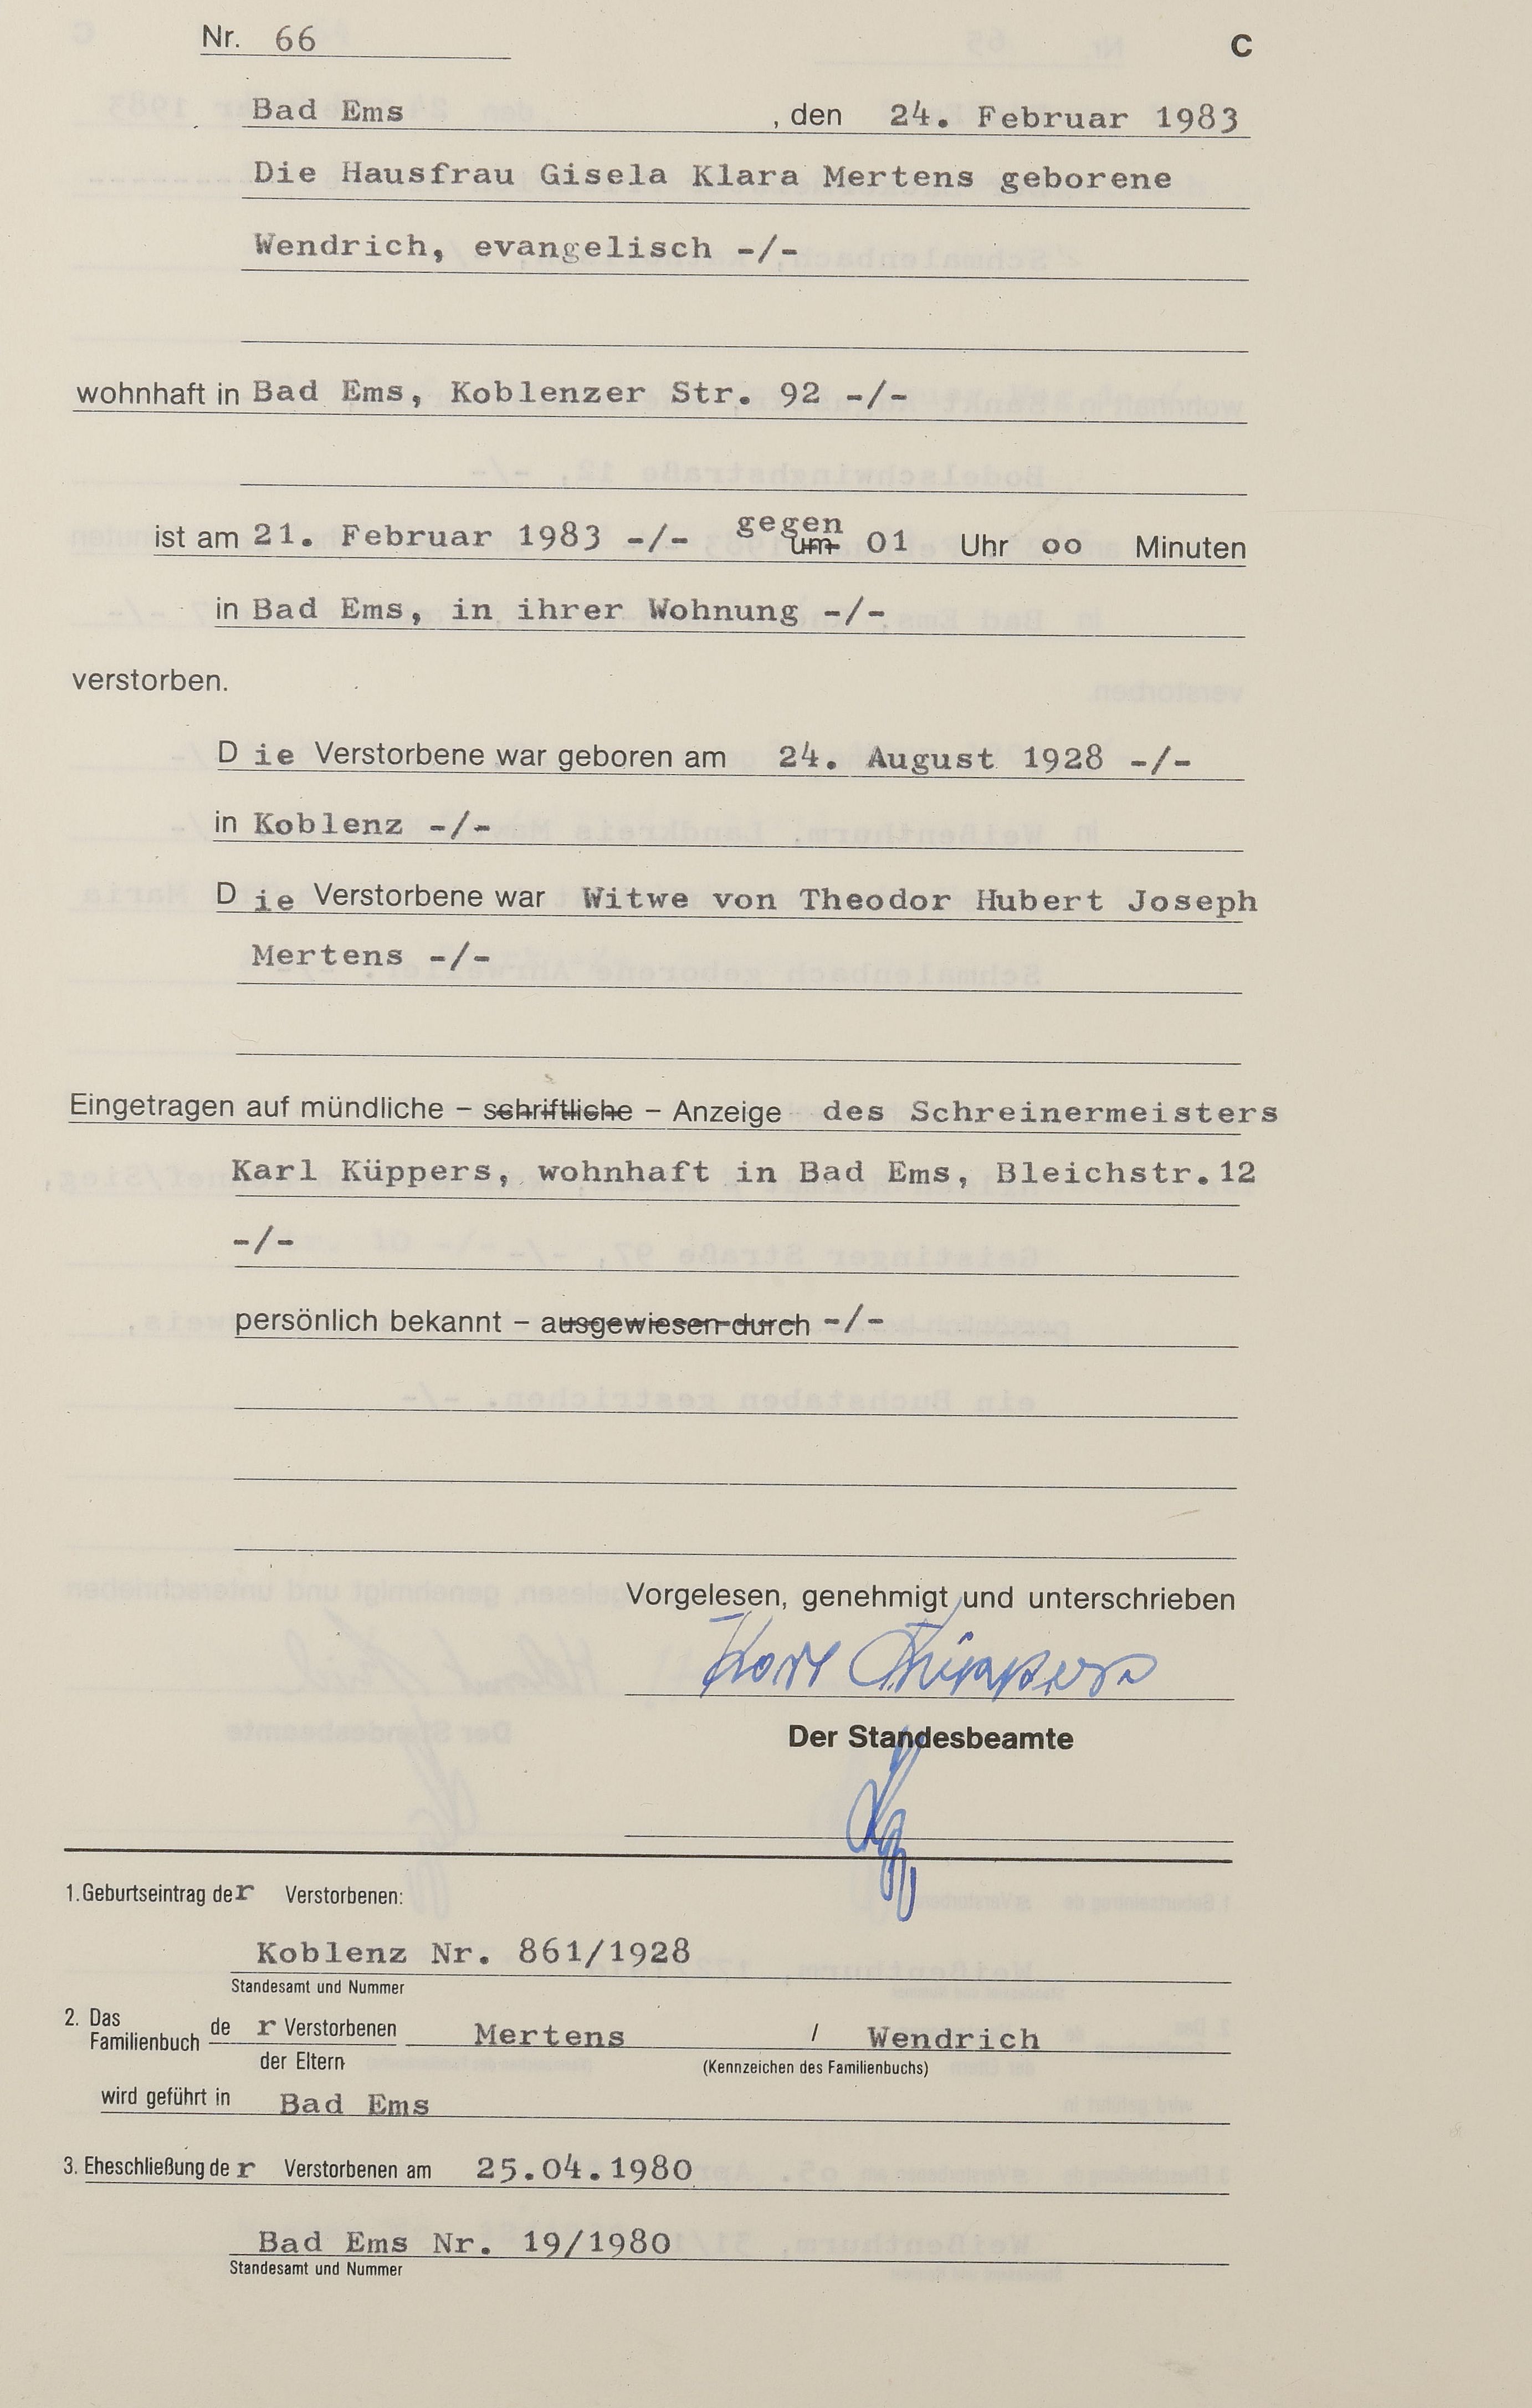 Nr. 66
C
Bad Ems , den 24. Februar 1983
Die Hausfrau Gisela Klara Mertens geborene
Wendrich, evangelisch -/-
wohnhaft in Bad Ems, Koblenzer Str. 92 -/-
gegen
ist am 21. Februar 1983 -/- um 01 Uhr oo Minuten
in Bad Ems, in ihrer Wohnung -/-
verstorben.
D ie Verstorbene war geboren am 24. August 1928 -/-
in Koblenz -/-
D ie Verstorbene war Witwe von Theodor Hubert Joseph
Mertens -/-
Eingetragen auf mündliche – schriftliche – Anzeige des Schreinermeisters
Karl Küppers, wohnhaft in Bad Ems, Bleichstr.12
-/-
persönlich bekannt – ausgewiesen durch -/-
Vorgelesen, genehmigt und unterschrieben
Karl Küppers
Der Standesbeamte
1. Geburtseintrag der Verstorbenen:
Koblenz Nr. 861/1928
Standesamt und Nummer
2. Das Familienbuch de r Verstorbenen Mertens / Wendrich
der Eltern (Kennzeichen des Familienbuchs)
wird geführt in Bad Ems
3. Eheschließung de r Verstorbenen am 25.04.1980
Bad Ems Nr. 19/1980
Standesamt und Nummer